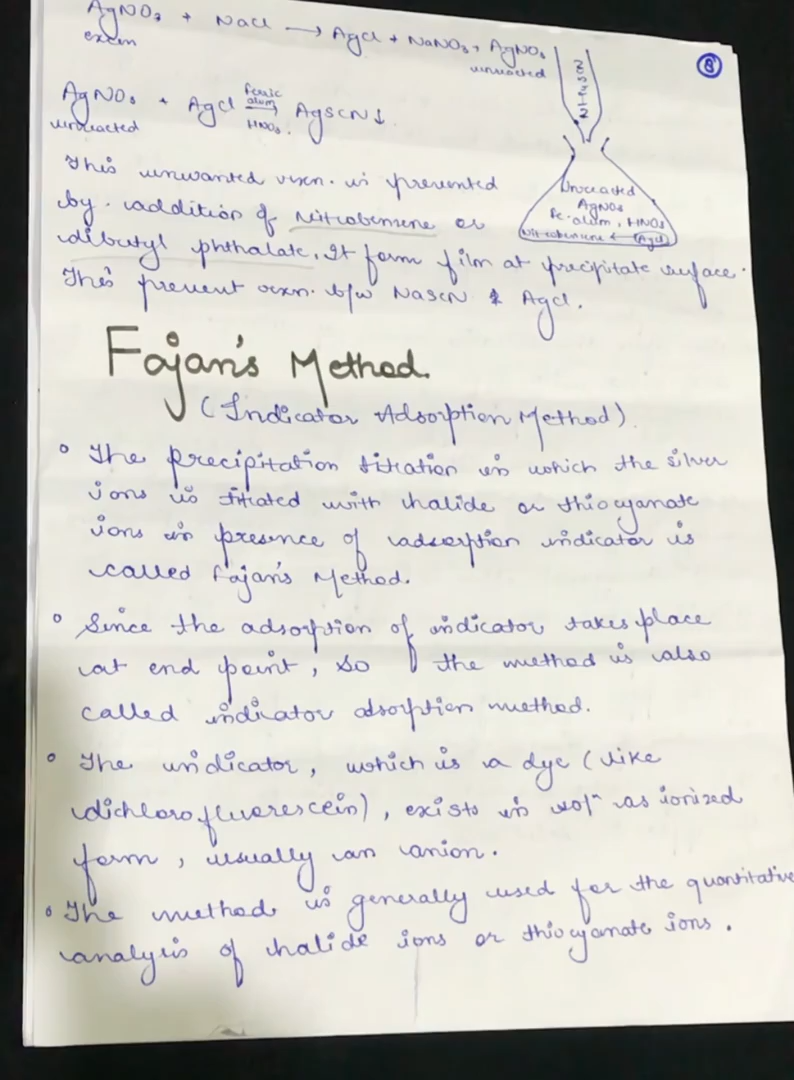 AgNO₃ + NaCl → AgCl + NaNO₃ + AgNO₃
excess unreacted
8
AgNO₃ + AgCl ferric alum HNO₃ → AgSCN↓
unreacted
Unreacted
AgNO₃
Fe-alum, HNO₃
Nitrobenzene ← AgCl
This unwanted rxn. is prevented
by addition of Nitrobenzene or
dibutyl phthalate. It form film at precipitate surface.
This prevent rxn. b/w NaSCN & AgCl.
Fajan's Method.
(Indicator Adsorption Method)
• The precipitation titration in which the silver
ions is titrated with halide or thiocyanate
ions in presence of adsorption indicator is
called Fajan's Method.
• Since the adsorption of indicator takes place
at end point, so the method is also
called indicator adsorption method.
• The indicator, which is a dye (like
dichlorofluorescein), exists in solⁿ as ionized
form, usually an anion.
• The method is generally used for the quantitative
analysis of halide ions or thiocyanate ions.